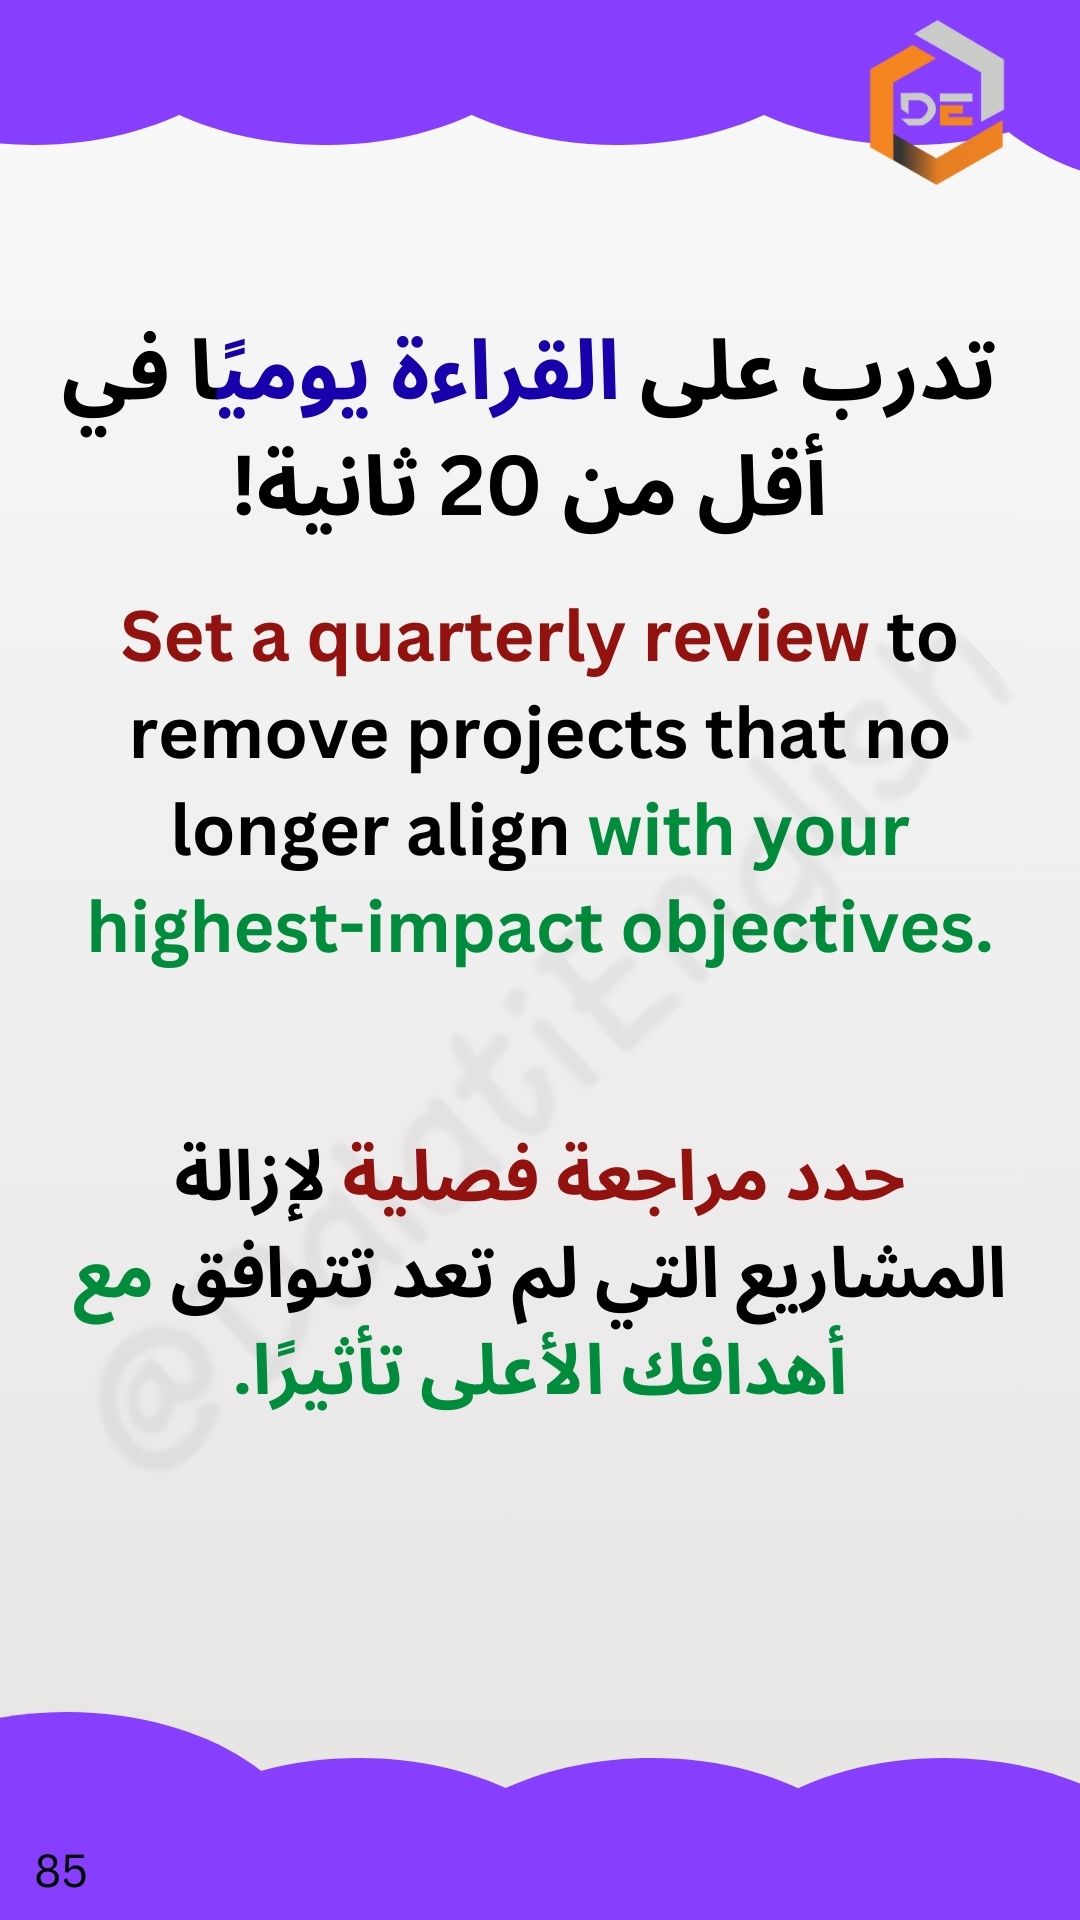 DE
تدرب على القراءة يوميًا في
أقل من 20 ثانية!
Set a quarterly review to
remove projects that no
longer align with your
highest-impact objectives.
حدد مراجعة فصلية لإزالة
المشاريع التي لم تعد تتوافق مع
أهدافك الأعلى تأثيرًا.
@DalatiEnglish
85